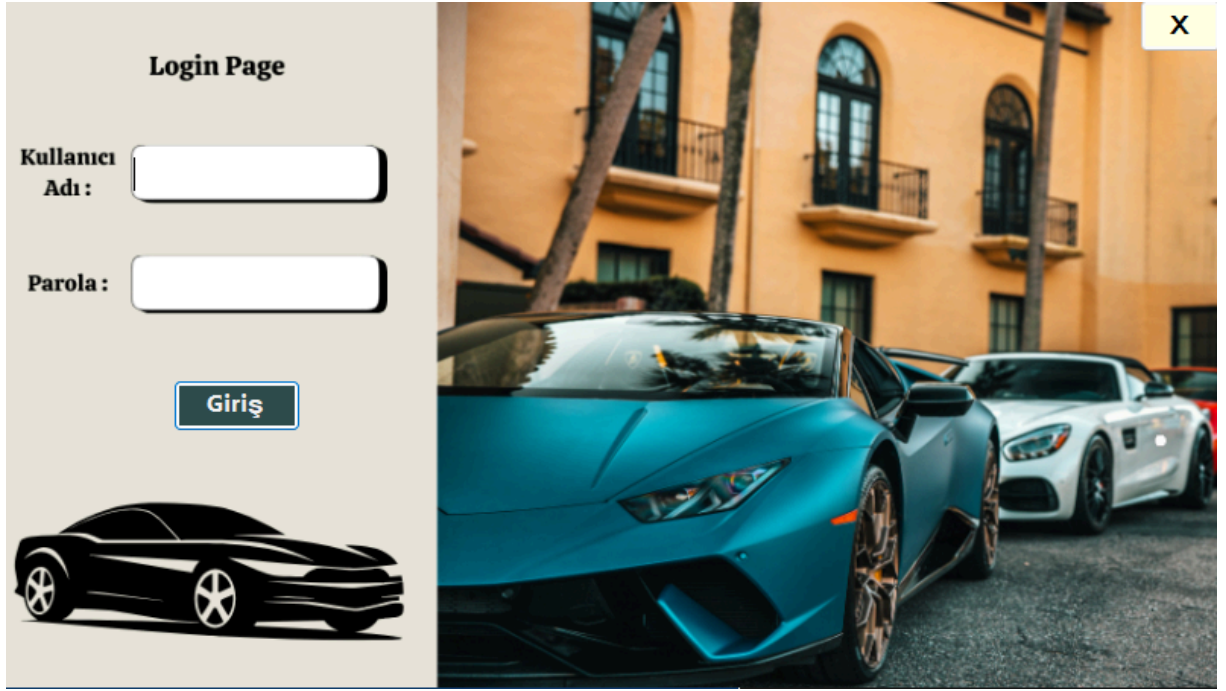 X
Login Page
Kullanıcı
Adı :
Parola :
Giriş